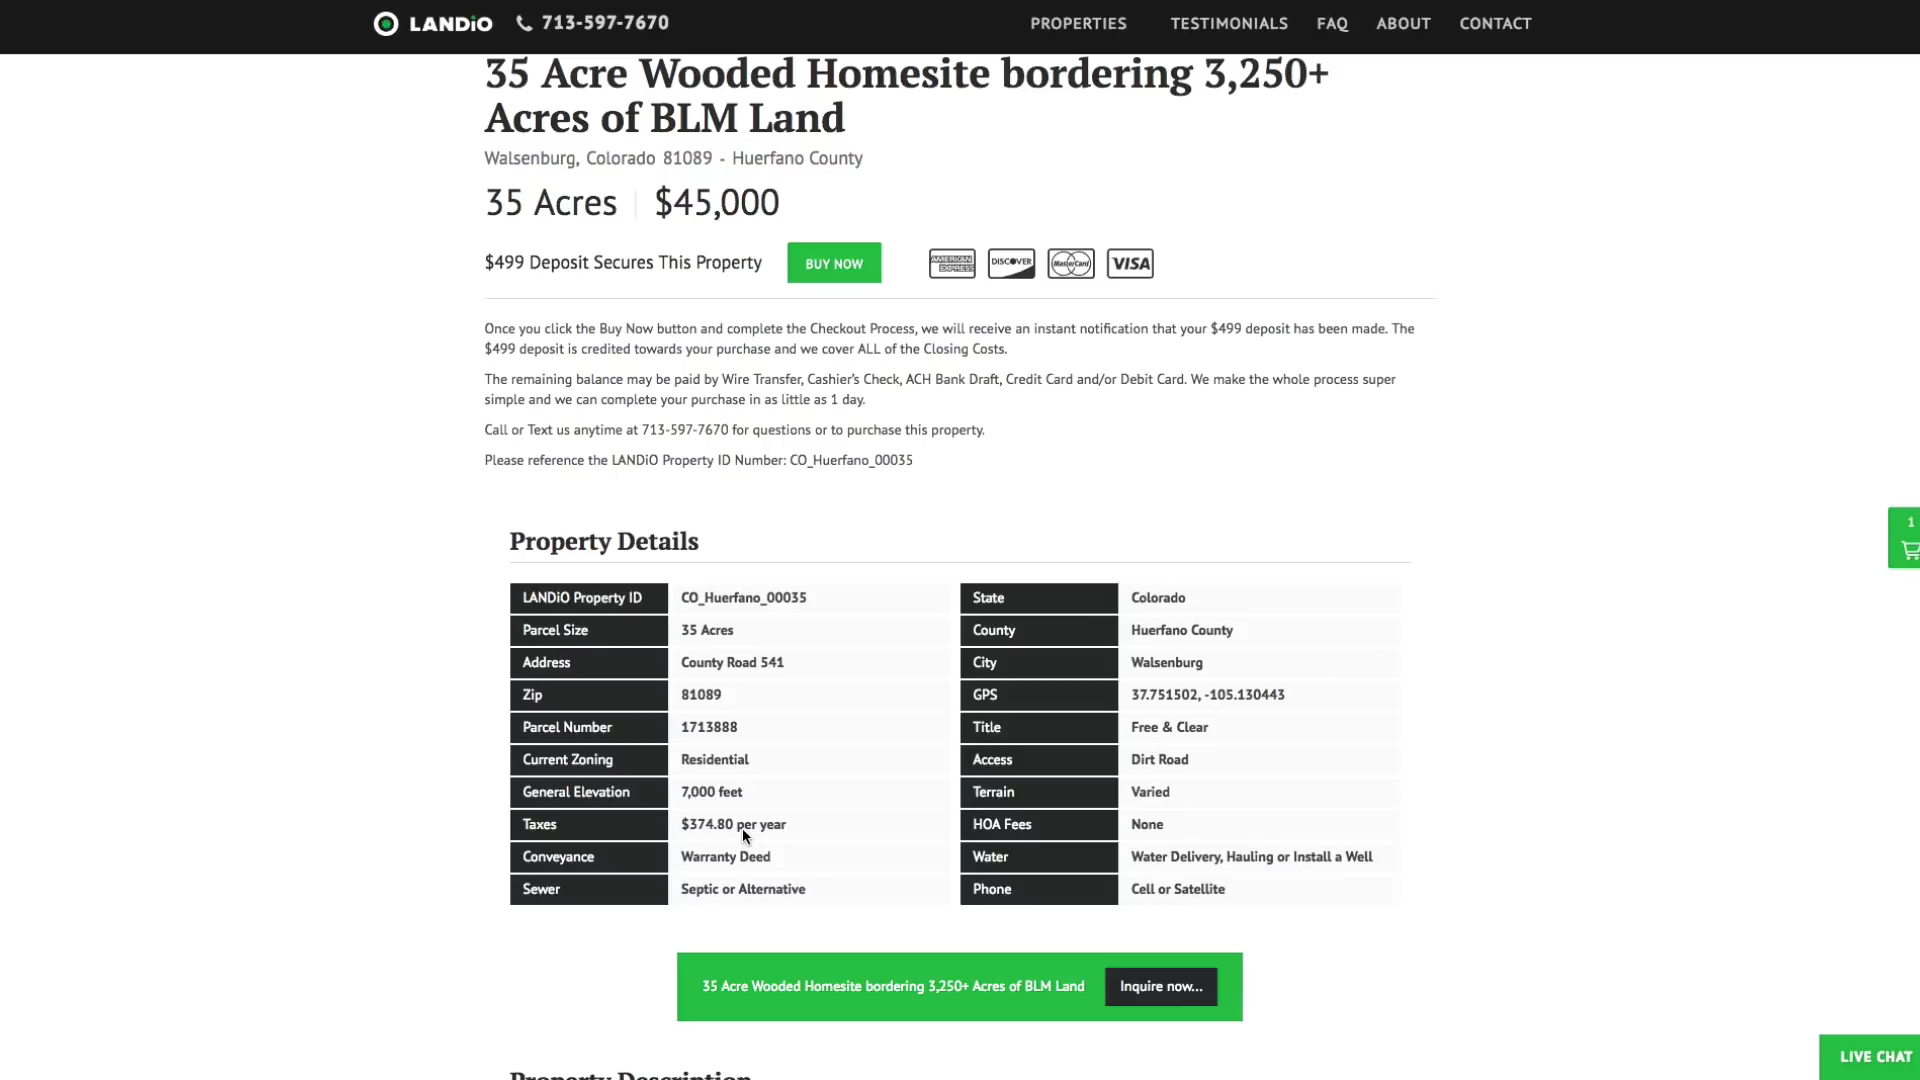 LANDiO 713-597-7670 PROPERTIES TESTIMONIALS FAQ ABOUT CONTACT
35 Acre Wooded Homesite bordering 3,250+
Acres of BLM Land
Walsenburg, Colorado 81089 - Huerfano County
35 Acres $45,000
$499 Deposit Secures This Property BUY NOW AMERICAN EXPRESS DISCOVER MasterCard VISA
Once you click the Buy Now button and complete the Checkout Process, we will receive an instant notification that your $499 deposit has been made. The
$499 deposit is credited towards your purchase and we cover ALL of the Closing Costs.
The remaining balance may be paid by Wire Transfer, Cashier's Check, ACH Bank Draft, Credit Card and/or Debit Card. We make the whole process super
simple and we can complete your purchase in as little as 1 day.
Call or Text us anytime at 713-597-7670 for questions or to purchase this property.
Please reference the LANDiO Property ID Number: CO_Huerfano_00035
1
Property Details
LANDiO Property ID CO_Huerfano_00035 State Colorado
Parcel Size 35 Acres County Huerfano County
Address County Road 541 City Walsenburg
Zip 81089 GPS 37.751502, -105.130443
Parcel Number 1713888 Title Free & Clear
Current Zoning Residential Access Dirt Road
General Elevation 7,000 feet Terrain Varied
Taxes $374.80 per year HOA Fees None
Conveyance Warranty Deed Water Water Delivery, Hauling or Install a Well
Sewer Septic or Alternative Phone Cell or Satellite
35 Acre Wooded Homesite bordering 3,250+ Acres of BLM Land Inquire now...
LIVE CHAT
Property Description